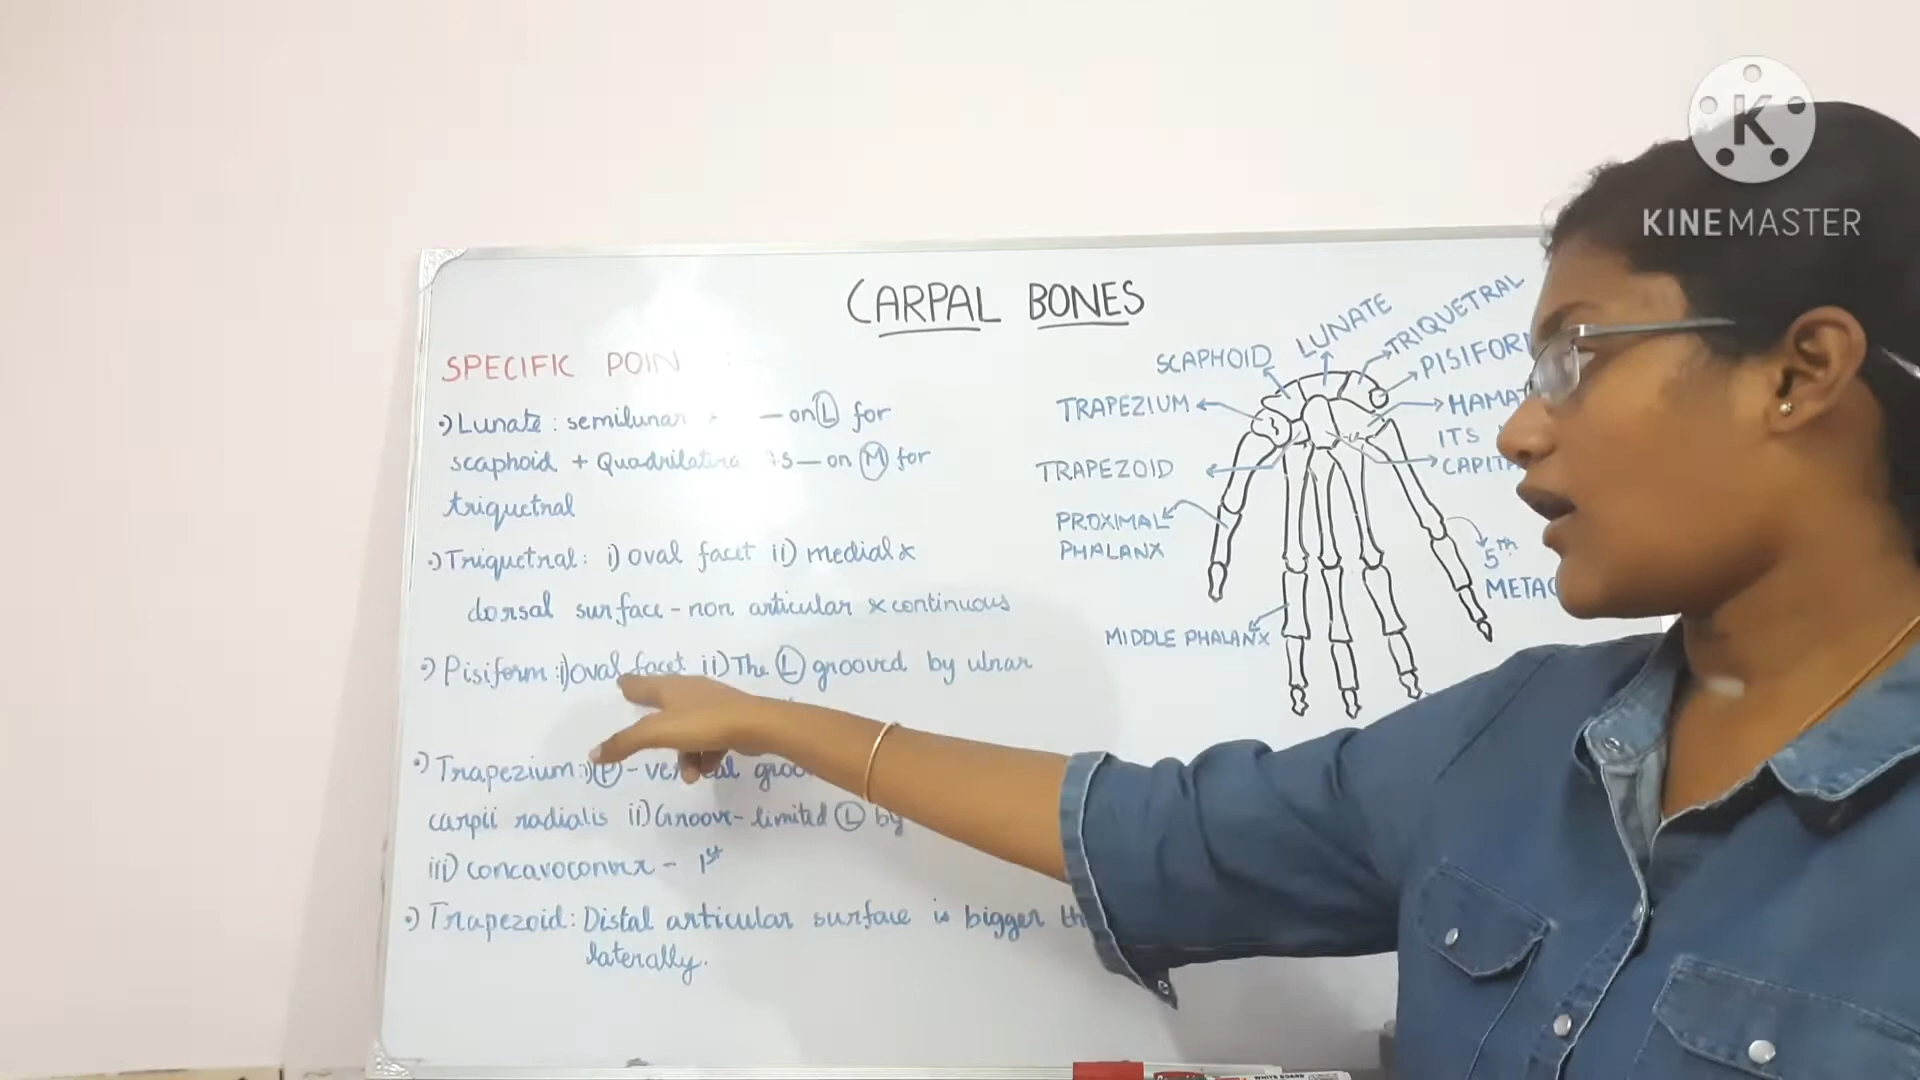 KINEMASTER
CARPAL BONES
SPECIFIC POIN
•) Lunate : semilunar — on (L) for
scaphoid + Quadrilatera — on (M) for
triquetral
•) Triquetral : i) oval facet ii) medial &
dorsal surface - non articular & continuous
•) Pisiform : i) oval facet ii) The (L) grooved by ulnar
•) Trapezium : i) (P) -
carpii radialis ii) Groove - limited (L) by
iii) concavoconvex - 1st
•) Trapezoid : Distal articular surface is bigger
laterally.
LUNATE
TRIQUETRAL
SCAPHOID
PISIFOR
TRAPEZIUM
HAMAT
ITS
TRAPEZOID
CAPIT
PROXIMAL
PHALANX
5th
METAC
MIDDLE PHALANX
WHITE BOARD